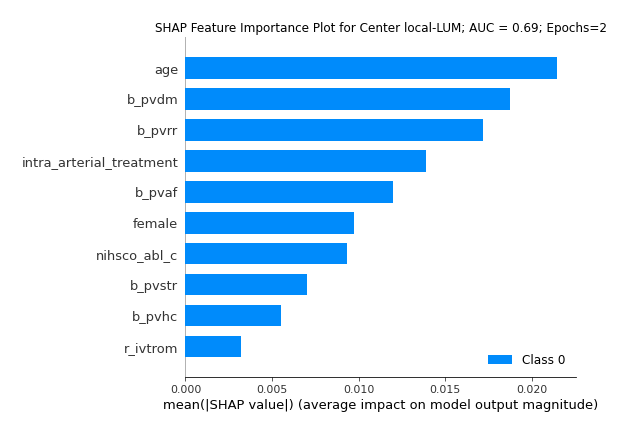 SHAP Feature Importance Plot for Center local-LUM; AUC = 0.69; Epochs=2
age
b_pvdm
b_pvrr
intra_arterial_treatment
b_pvaf
female
nihsco_abl_c
b_pvstr
b_pvhc
r_ivtrom
Class 0
0.000 0.005 0.010 0.015 0.020
mean(|SHAP value|) (average impact on model output magnitude)